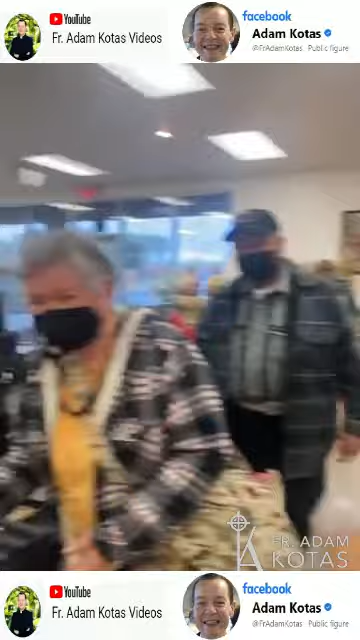 YouTube
Fr. Adam Kotas Videos
facebook
Adam Kotas
@FrAdamKotas · Public figure
FR. ADAM
KOTAS
YouTube
Fr. Adam Kotas Videos
facebook
Adam Kotas
@FrAdamKotas · Public figure